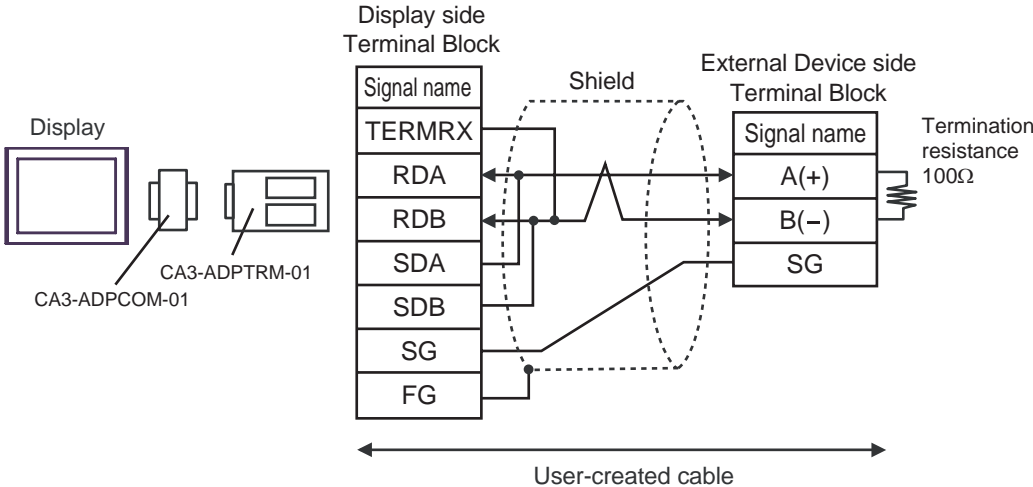 Display side
Terminal Block
Signal name
TERMRX
RDA
RDB
SDA
SDB
SG
FG
Shield
External Device side
Terminal Block
Signal name
A(+)
B(−)
SG
Termination
resistance
100Ω
Display
CA3-ADPTRM-01
CA3-ADPCOM-01
User-created cable